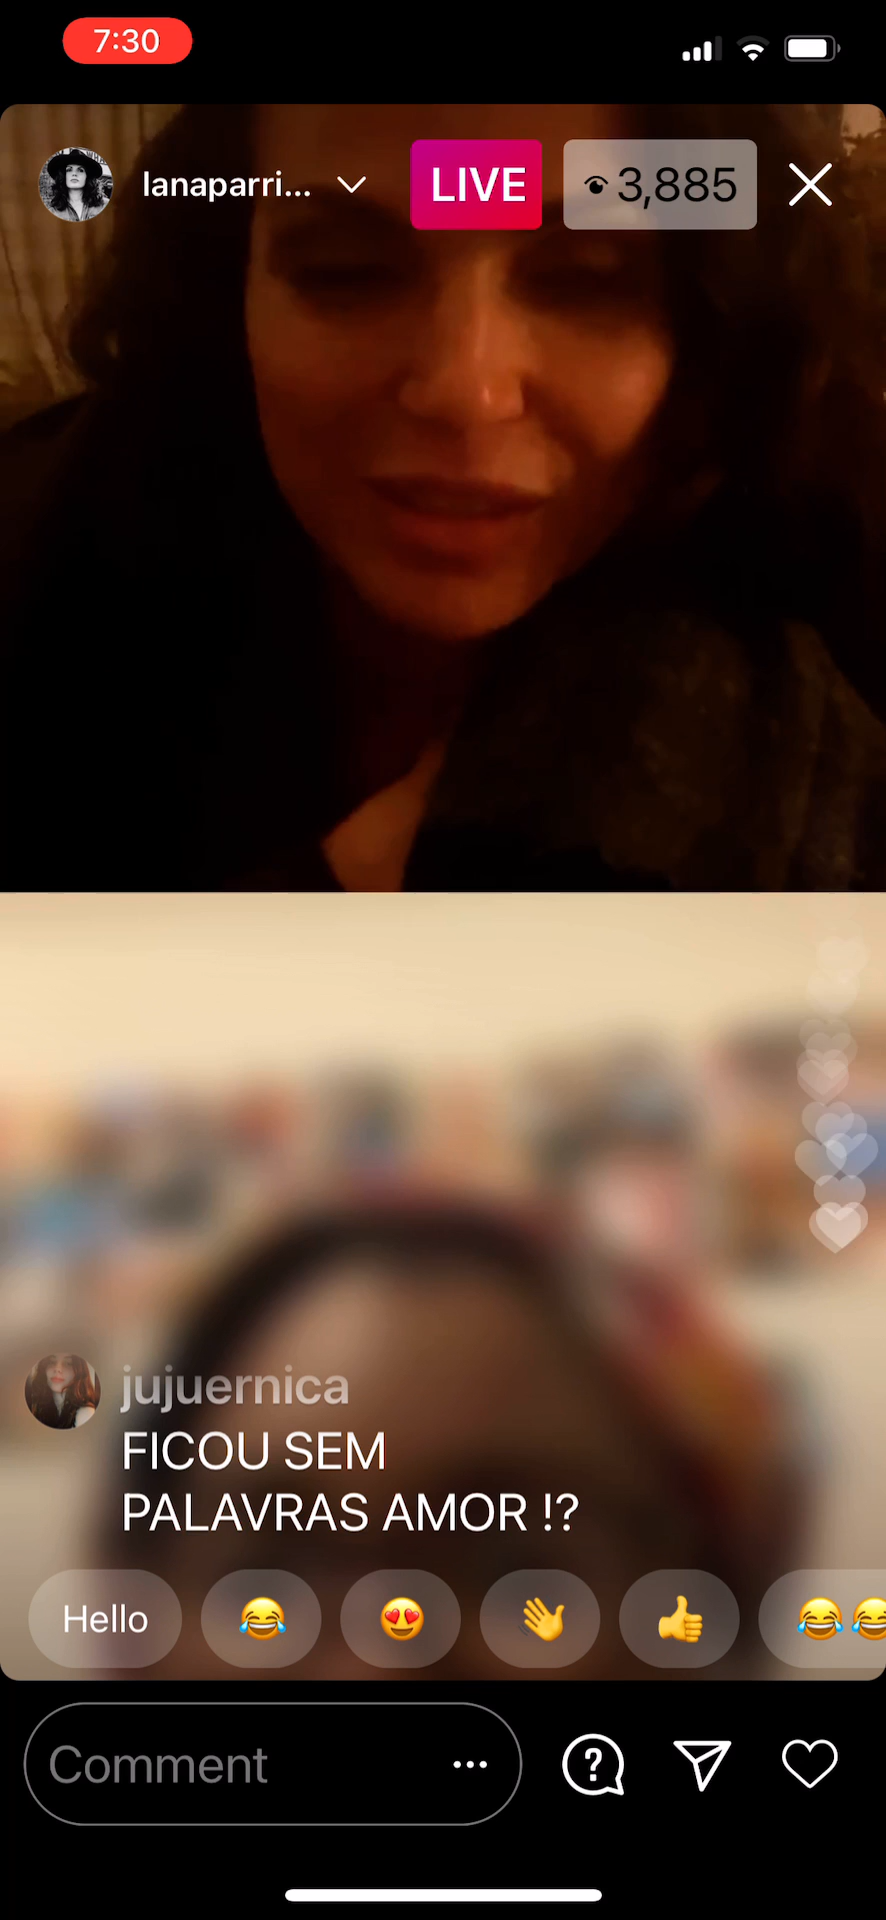 7:30
lanaparri...
LIVE
3,885
jujuernica
FICOU SEM
PALAVRAS AMOR !?
Hello
Comment